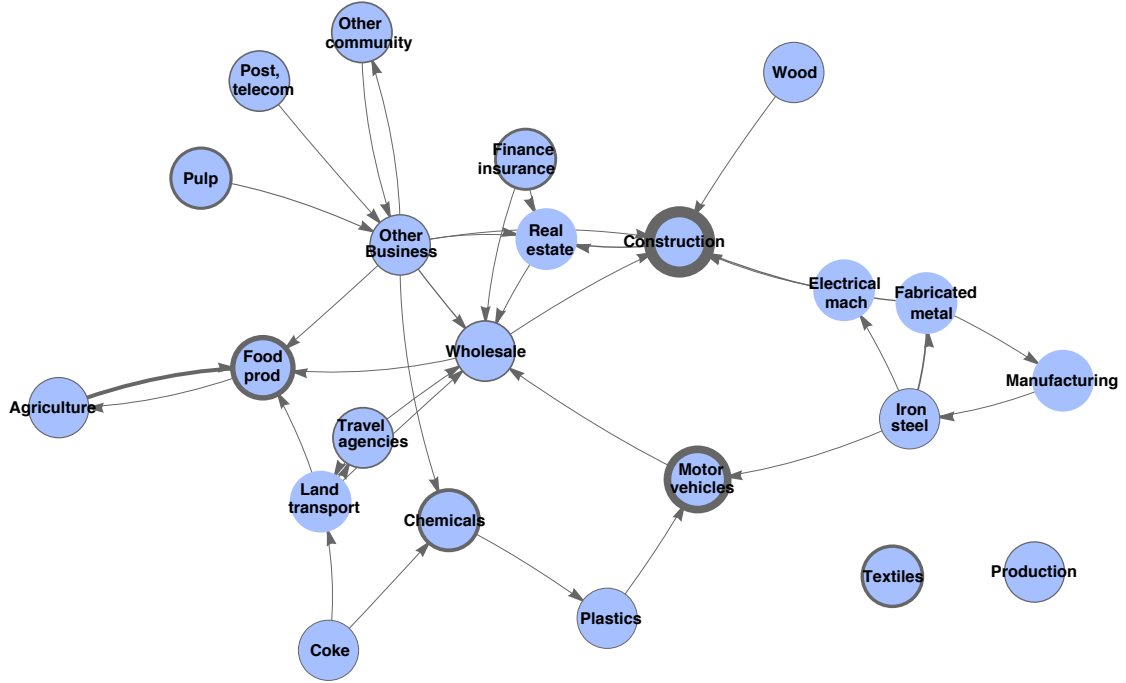 Other
community
Post,
telecom
Wood
Finance
insurance
Pulp
Other
Business
Real
estate
Construction
Electrical
mach
Fabricated
metal
Wholesale
Food
prod
Agriculture
Manufacturing
Iron
steel
Travel
agencies
Motor
vehicles
Land
transport
Chemicals
Textiles
Production
Plastics
Coke